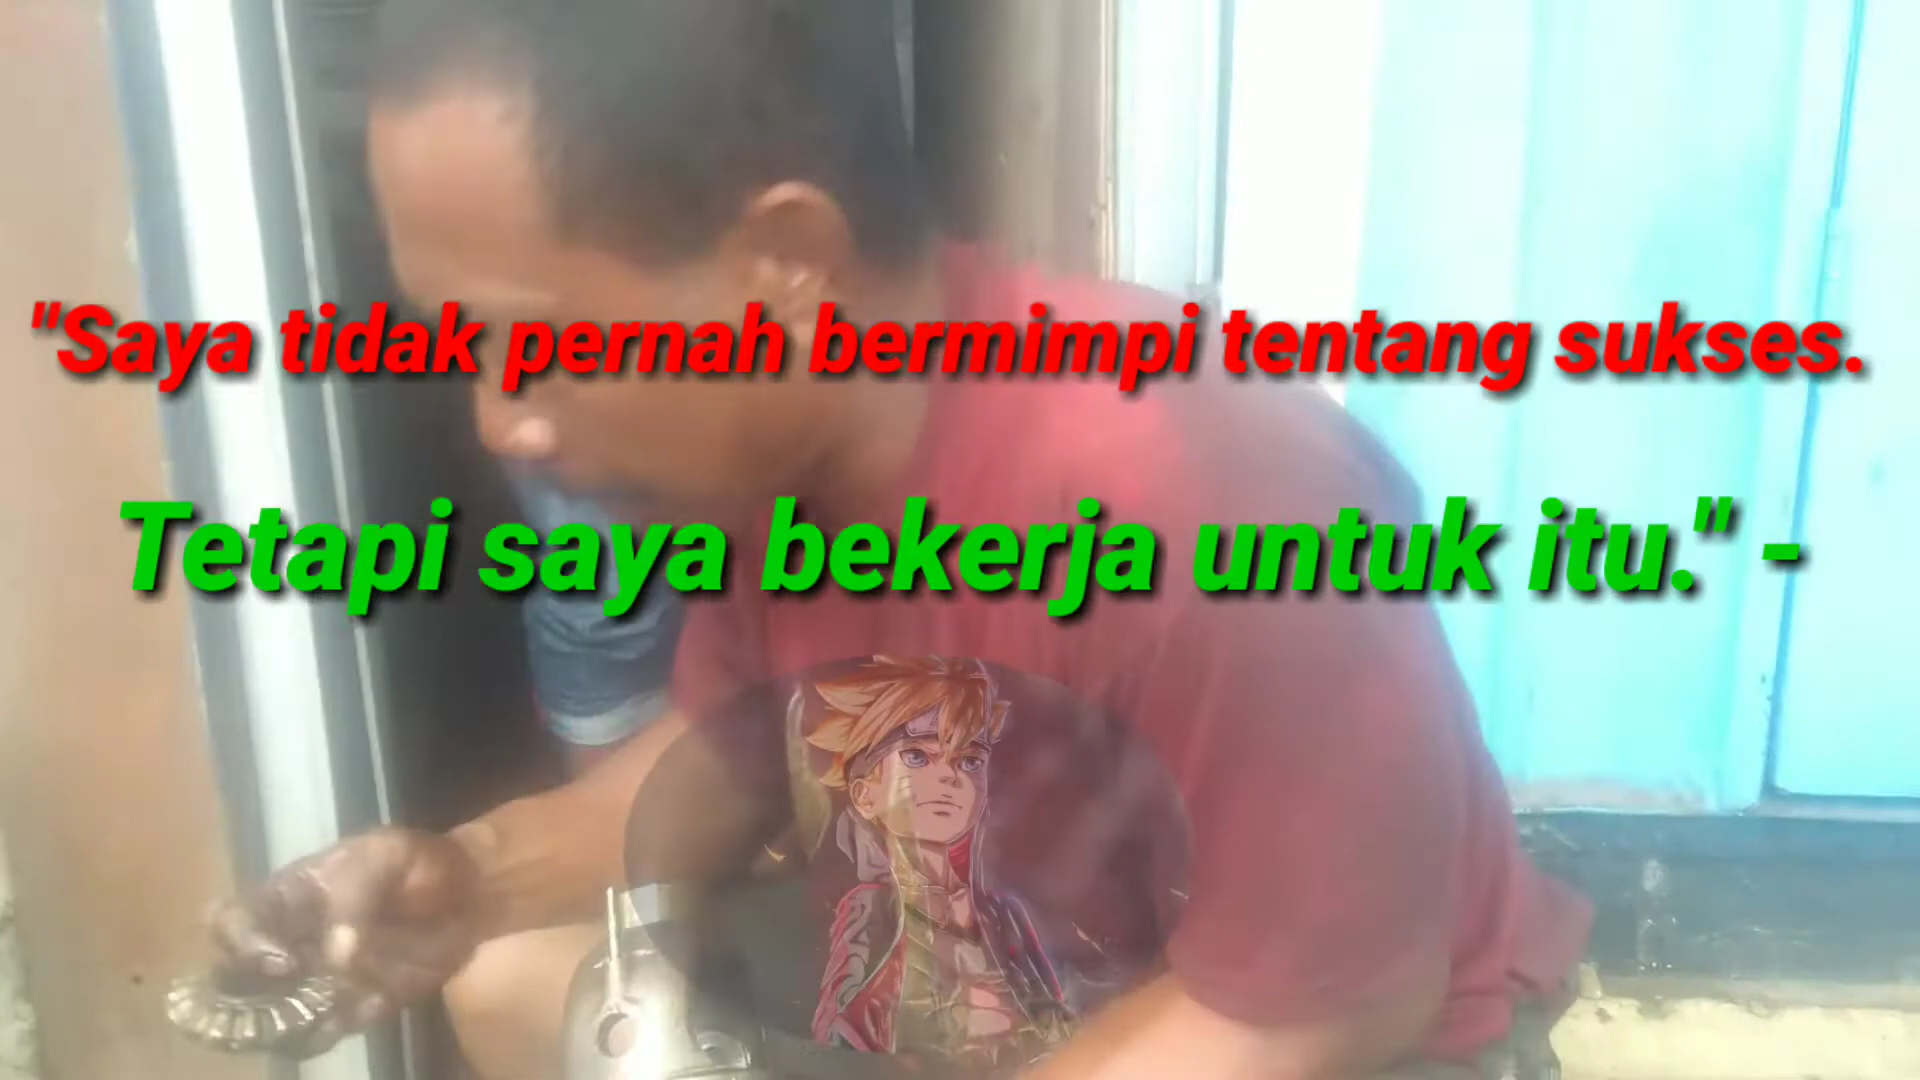 "Saya tidak pernah bermimpi tentang sukses.
Tetapi saya bekerja untuk itu." -